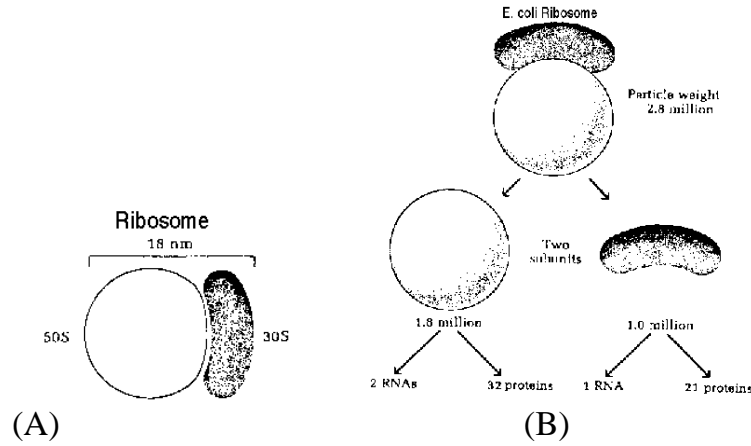 E. coli Ribosome
Particle weight
2.8 million
Ribosome
18 nm
50S
30S
Two
subunits
1.8 million
1.0 million
2 RNAs
32 proteins
1 RNA
21 proteins
(A)
(B)